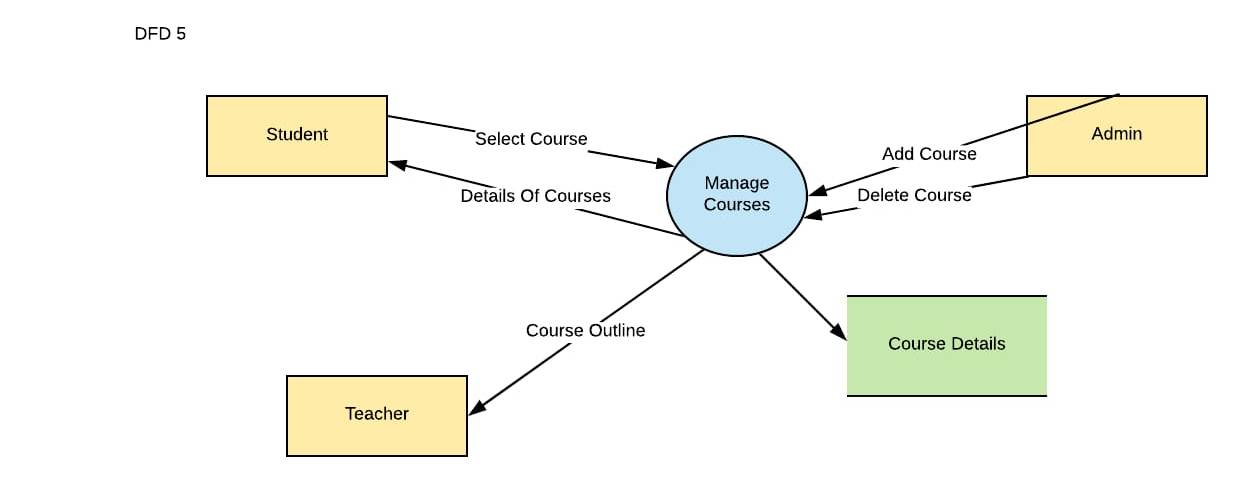 DFD 5
Student
Select Course
Admin
Add Course
Manage
Courses
Details Of Courses
Delete Course
Course Outline
Course Details
Teacher